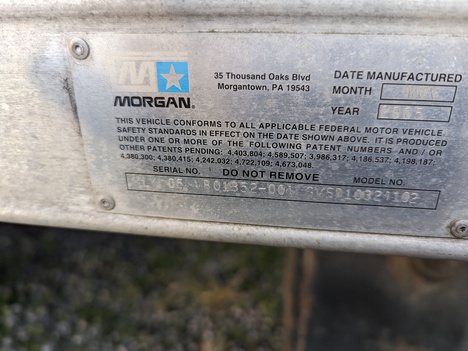 MORGAN.
35 Thousand Oaks Blvd
Morgantown, PA 19543
DATE MANUFACTURED
MONTH
YEAR
THIS VEHICLE CONFORMS TO ALL APPLICABLE FEDERAL MOTOR VEHICLE
SAFETY STANDARDS IN EFFECT ON THE DATE SHOWN ABOVE. IT IS PRODUCED
UNDER ONE OR MORE OF THE FOLLOWING PATENT NUMBERS AND / OR
OTHER PATENTS PENDING; 4,403,804; 4,589,507; 3,986,317; 4,186,537; 4,198,187;
4,380,300; 4,380,415; 4,242,032; 4,722,109; 4,673,048.
SERIAL NO. DO NOT REMOVE MODEL NO.